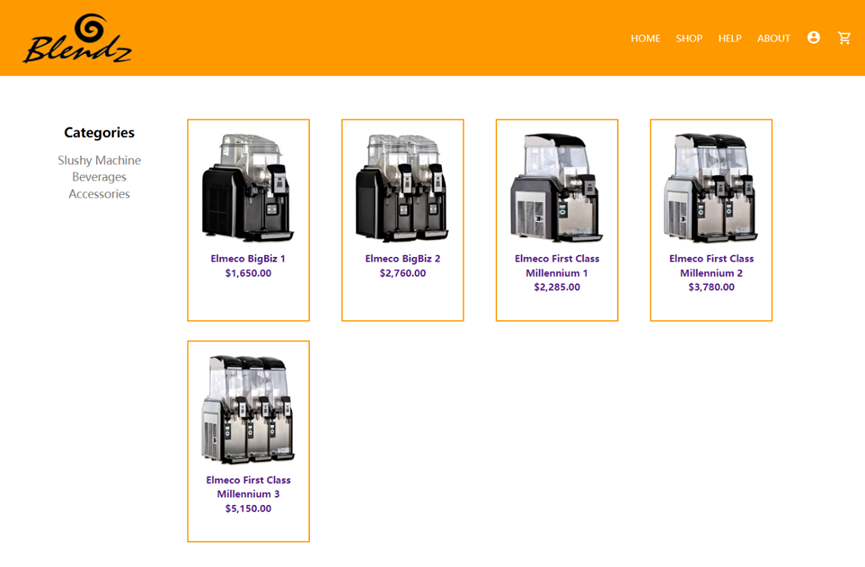 Blendz
HOME SHOP HELP ABOUT
Categories
Slushy Machine
Beverages
Accessories
Elmeco BigBiz 1
$1,650.00
Elmeco BigBiz 2
$2,760.00
Elmeco First Class
Millennium 1
$2,285.00
Elmeco First Class
Millennium 2
$3,780.00
Elmeco First Class
Millennium 3
$5,150.00